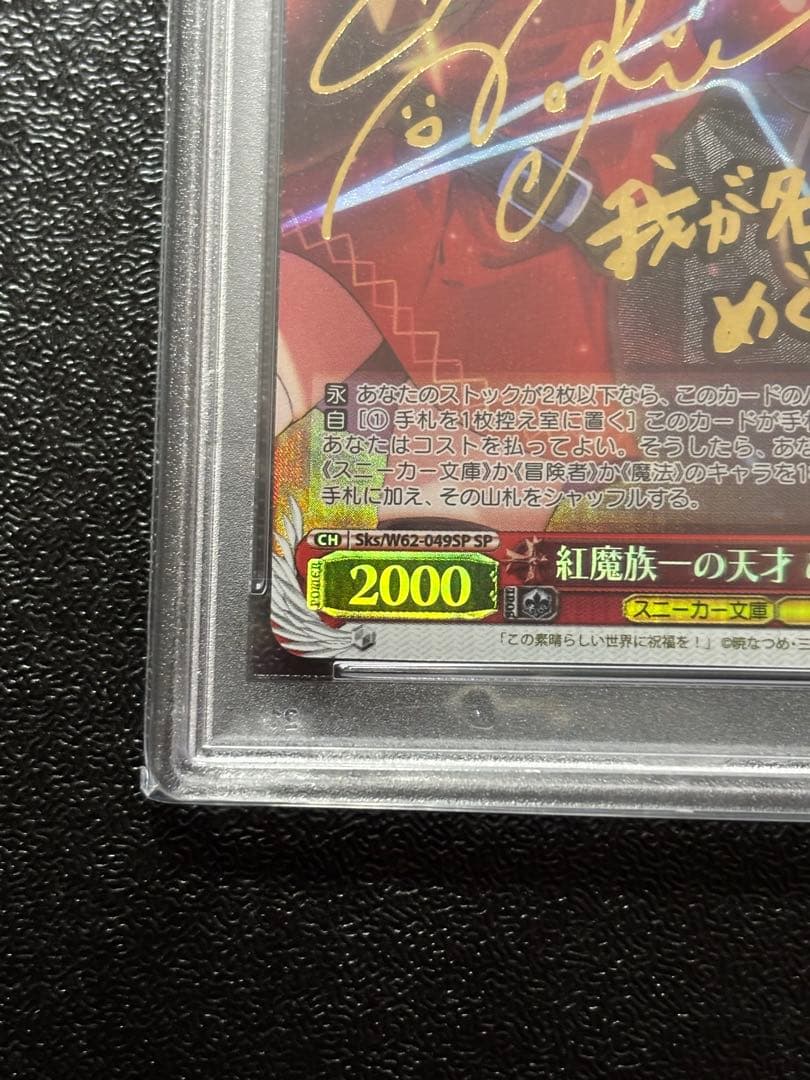 我が名
めぐ
永 あなたのストックが2枚以下なら、このカードの
自 [① 手札を1枚控え室に置く] このカードが手
あなたはコストを払ってよい。そうしたら、あな
《スニーカー文庫》か《冒険者》か《魔法》のキャラを1
手札に加え、その山札をシャッフルする。
CH Sks/W62-049SP SP
POWER 2000
紅魔族一の天才
SOUL
スニーカー文庫
「この素晴らしい世界に祝福を！」©暁なつめ・三